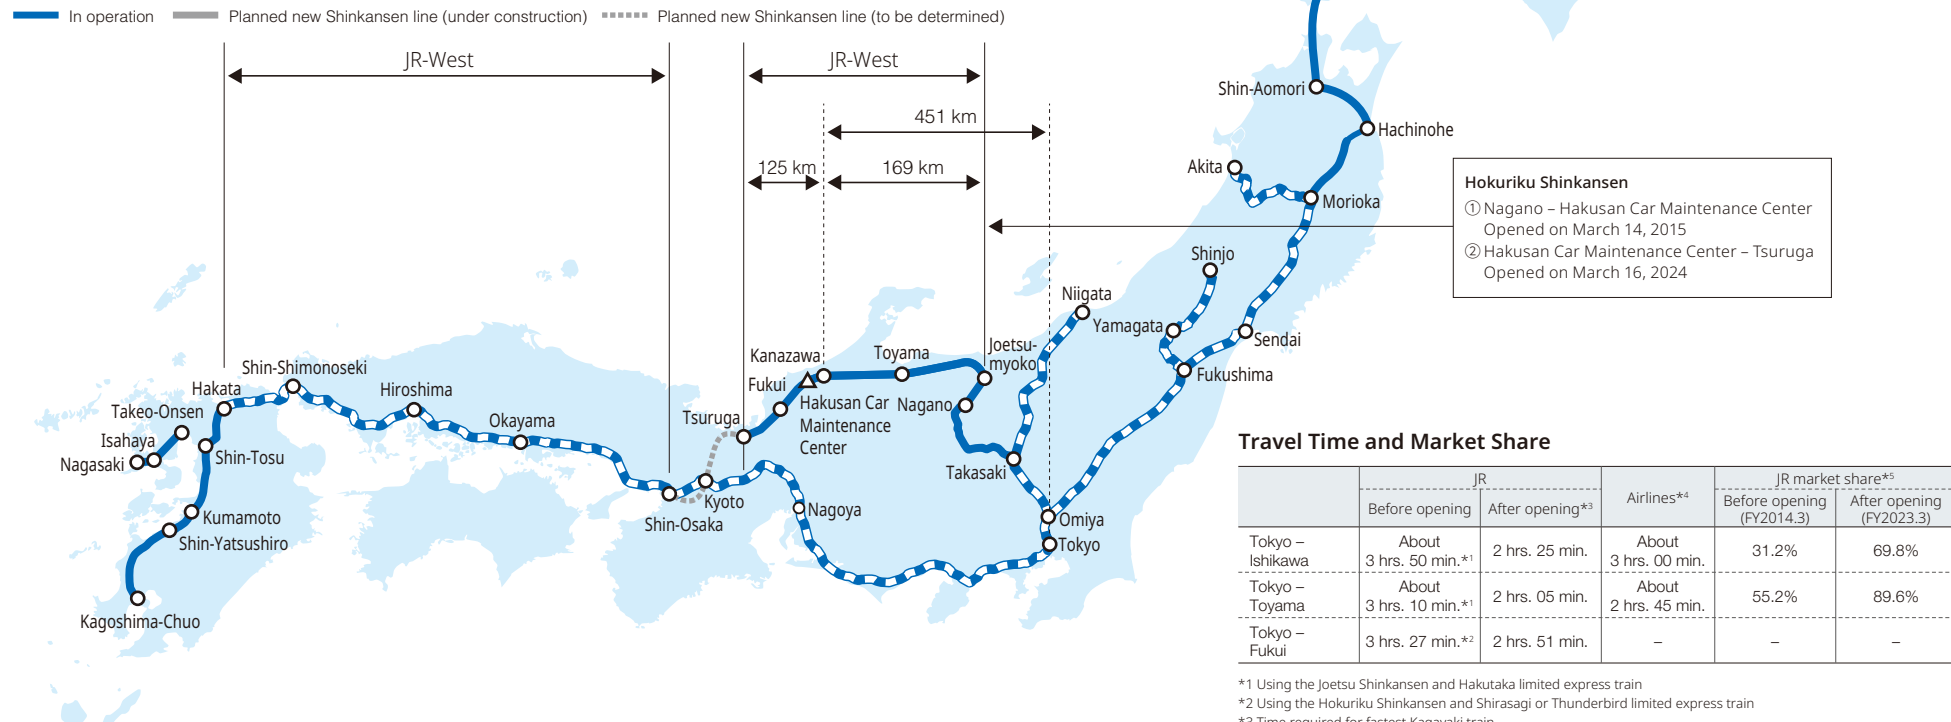 In operation
Planned new Shinkansen line (under construction)
Planned new Shinkansen line (to be determined)
JR-West
JR-West
451 km
125 km
169 km
Shin-Aomori
Hachinohe
Akita
Morioka
Hokuriku Shinkansen
① Nagano – Hakusan Car Maintenance Center
Opened on March 14, 2015
② Hakusan Car Maintenance Center – Tsuruga
Opened on March 16, 2024
Shinjo
Niigata
Yamagata
Sendai
Fukushima
Kanazawa
Toyama
Joetsu-
myoko
Fukui
Hakusan Car
Maintenance
Center
Nagano
Tsuruga
Takasaki
Shin-Shimonoseki
Hakata
Hiroshima
Takeo-Onsen
Okayama
Isahaya
Nagasaki
Shin-Tosu
Kyoto
Shin-Osaka
Nagoya
Omiya
Tokyo
Kumamoto
Shin-Yatsushiro
Kagoshima-Chuo
Travel Time and Market Share
JR
Airlines*4
JR market share*5
Before opening
After opening*3
Before opening
(FY2014.3)
After opening
(FY2023.3)
Tokyo –
Ishikawa
About
3 hrs. 50 min.*1
2 hrs. 25 min.
About
3 hrs. 00 min.
31.2%
69.8%
Tokyo –
Toyama
About
3 hrs. 10 min.*1
2 hrs. 05 min.
About
2 hrs. 45 min.
55.2%
89.6%
Tokyo –
Fukui
3 hrs. 27 min.*2
2 hrs. 51 min.
–
–
–
*1 Using the Joetsu Shinkansen and Hakutaka limited express train
*2 Using the Hokuriku Shinkansen and Shirasagi or Thunderbird limited express train
*3 Time required for fastest Kagayaki train